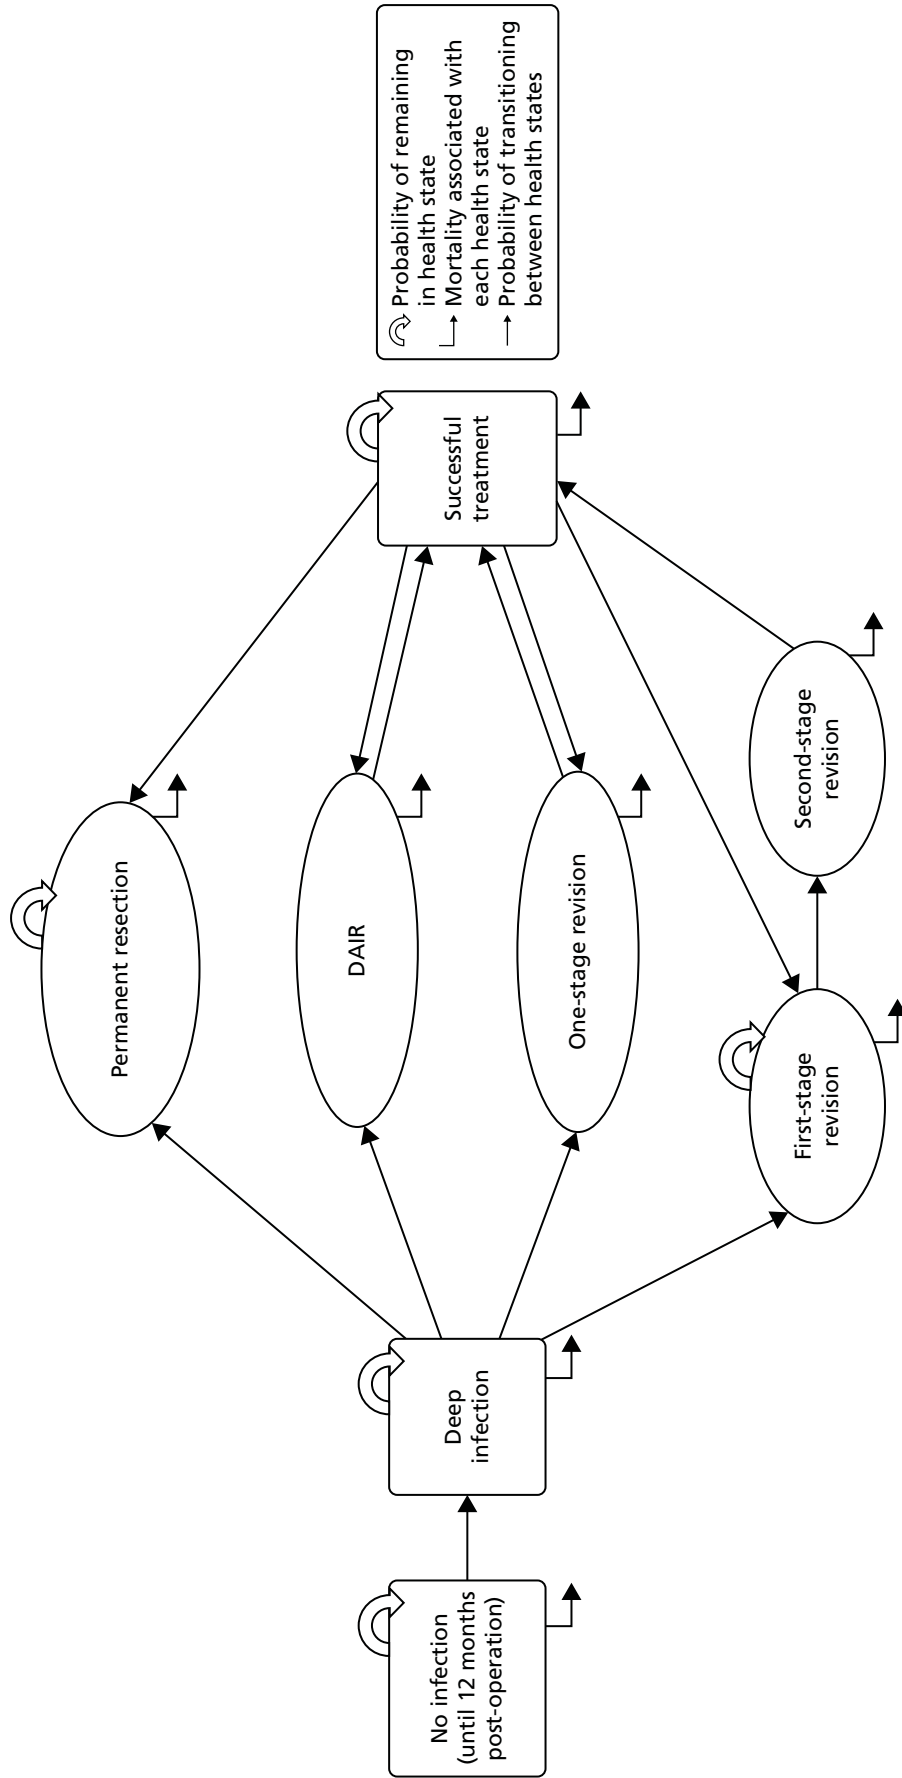 No infection
(until 12 months
post-operation)
Deep
infection
Permanent resection
DAIR
One-stage revision
First-stage
revision
Second-stage
revision
Successful
treatment
Probability of remaining
in health state
Mortality associated with
each health state
Probability of transitioning
between health states